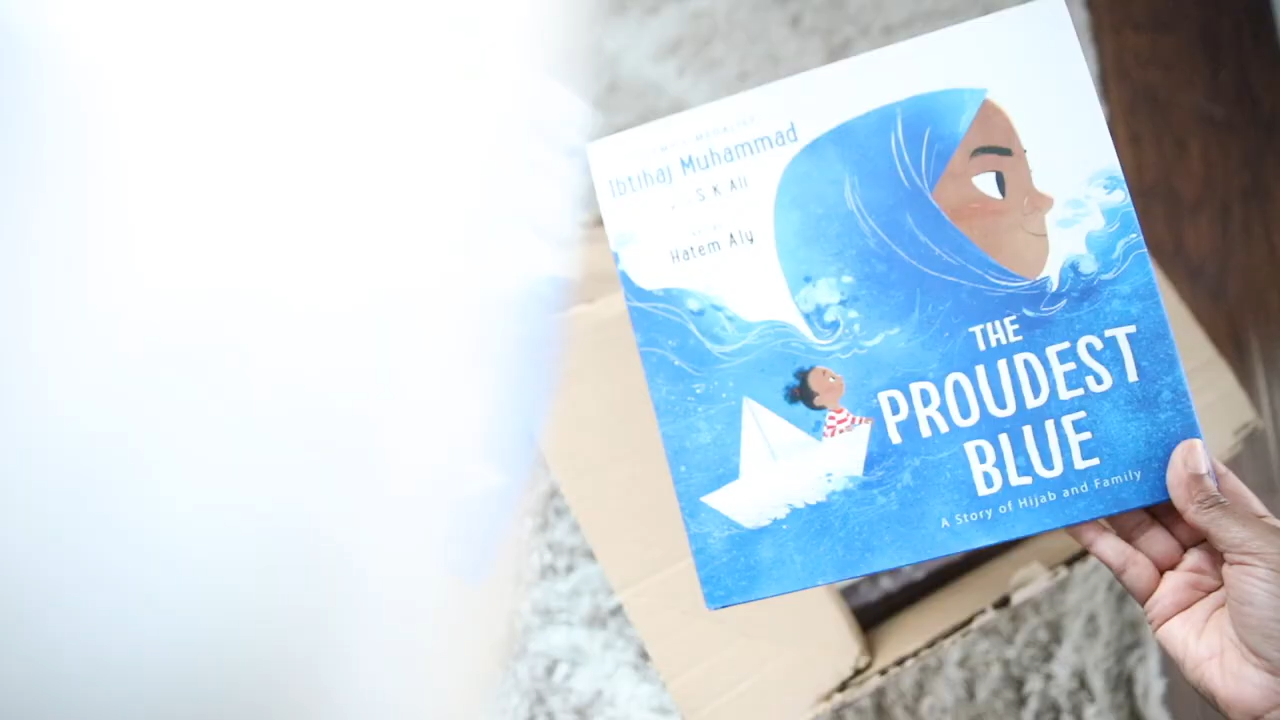 Ibtihaj Muhammad
S.K. Ali
Hatem Aly
THE
PROUDEST
BLUE
A Story of Hijab and Family